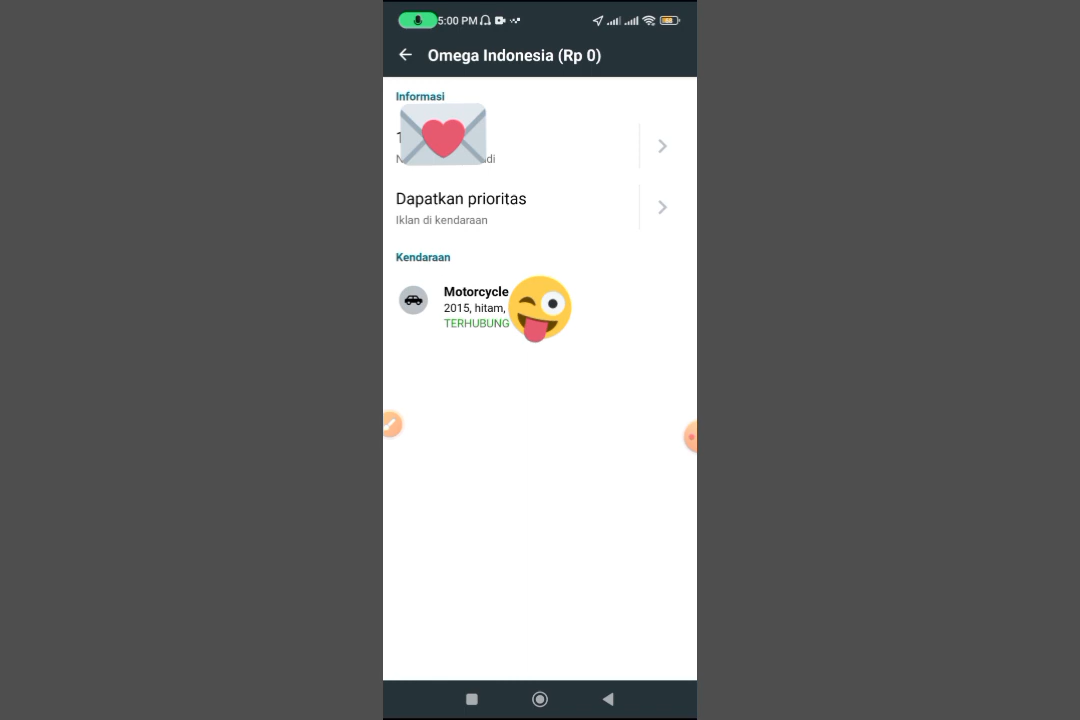 5:00 PM
Omega Indonesia (Rp 0)
Informasi
Dapatkan prioritas
Iklan di kendaraan
Kendaraan
Motorcycle
2015, hitam,
TERHUBUNG